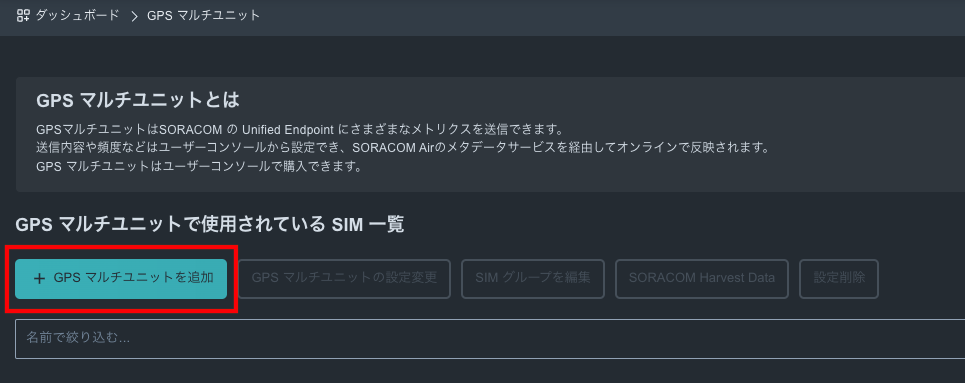 ダッシュボード > GPS マルチユニット
GPS マルチユニットとは
GPSマルチユニットはSORACOM の Unified Endpoint にさまざまなメトリクスを送信できます。
送信内容や頻度などはユーザーコンソールから設定でき、SORACOM Airのメタデータサービスを経由してオンラインで反映されます。
GPS マルチユニットはユーザーコンソールで購入できます。
GPS マルチユニットで使用されている SIM 一覧
+ GPS マルチユニットを追加 GPS マルチユニットの設定変更 SIM グループを編集 SORACOM Harvest Data 設定削除
名前で絞り込む...